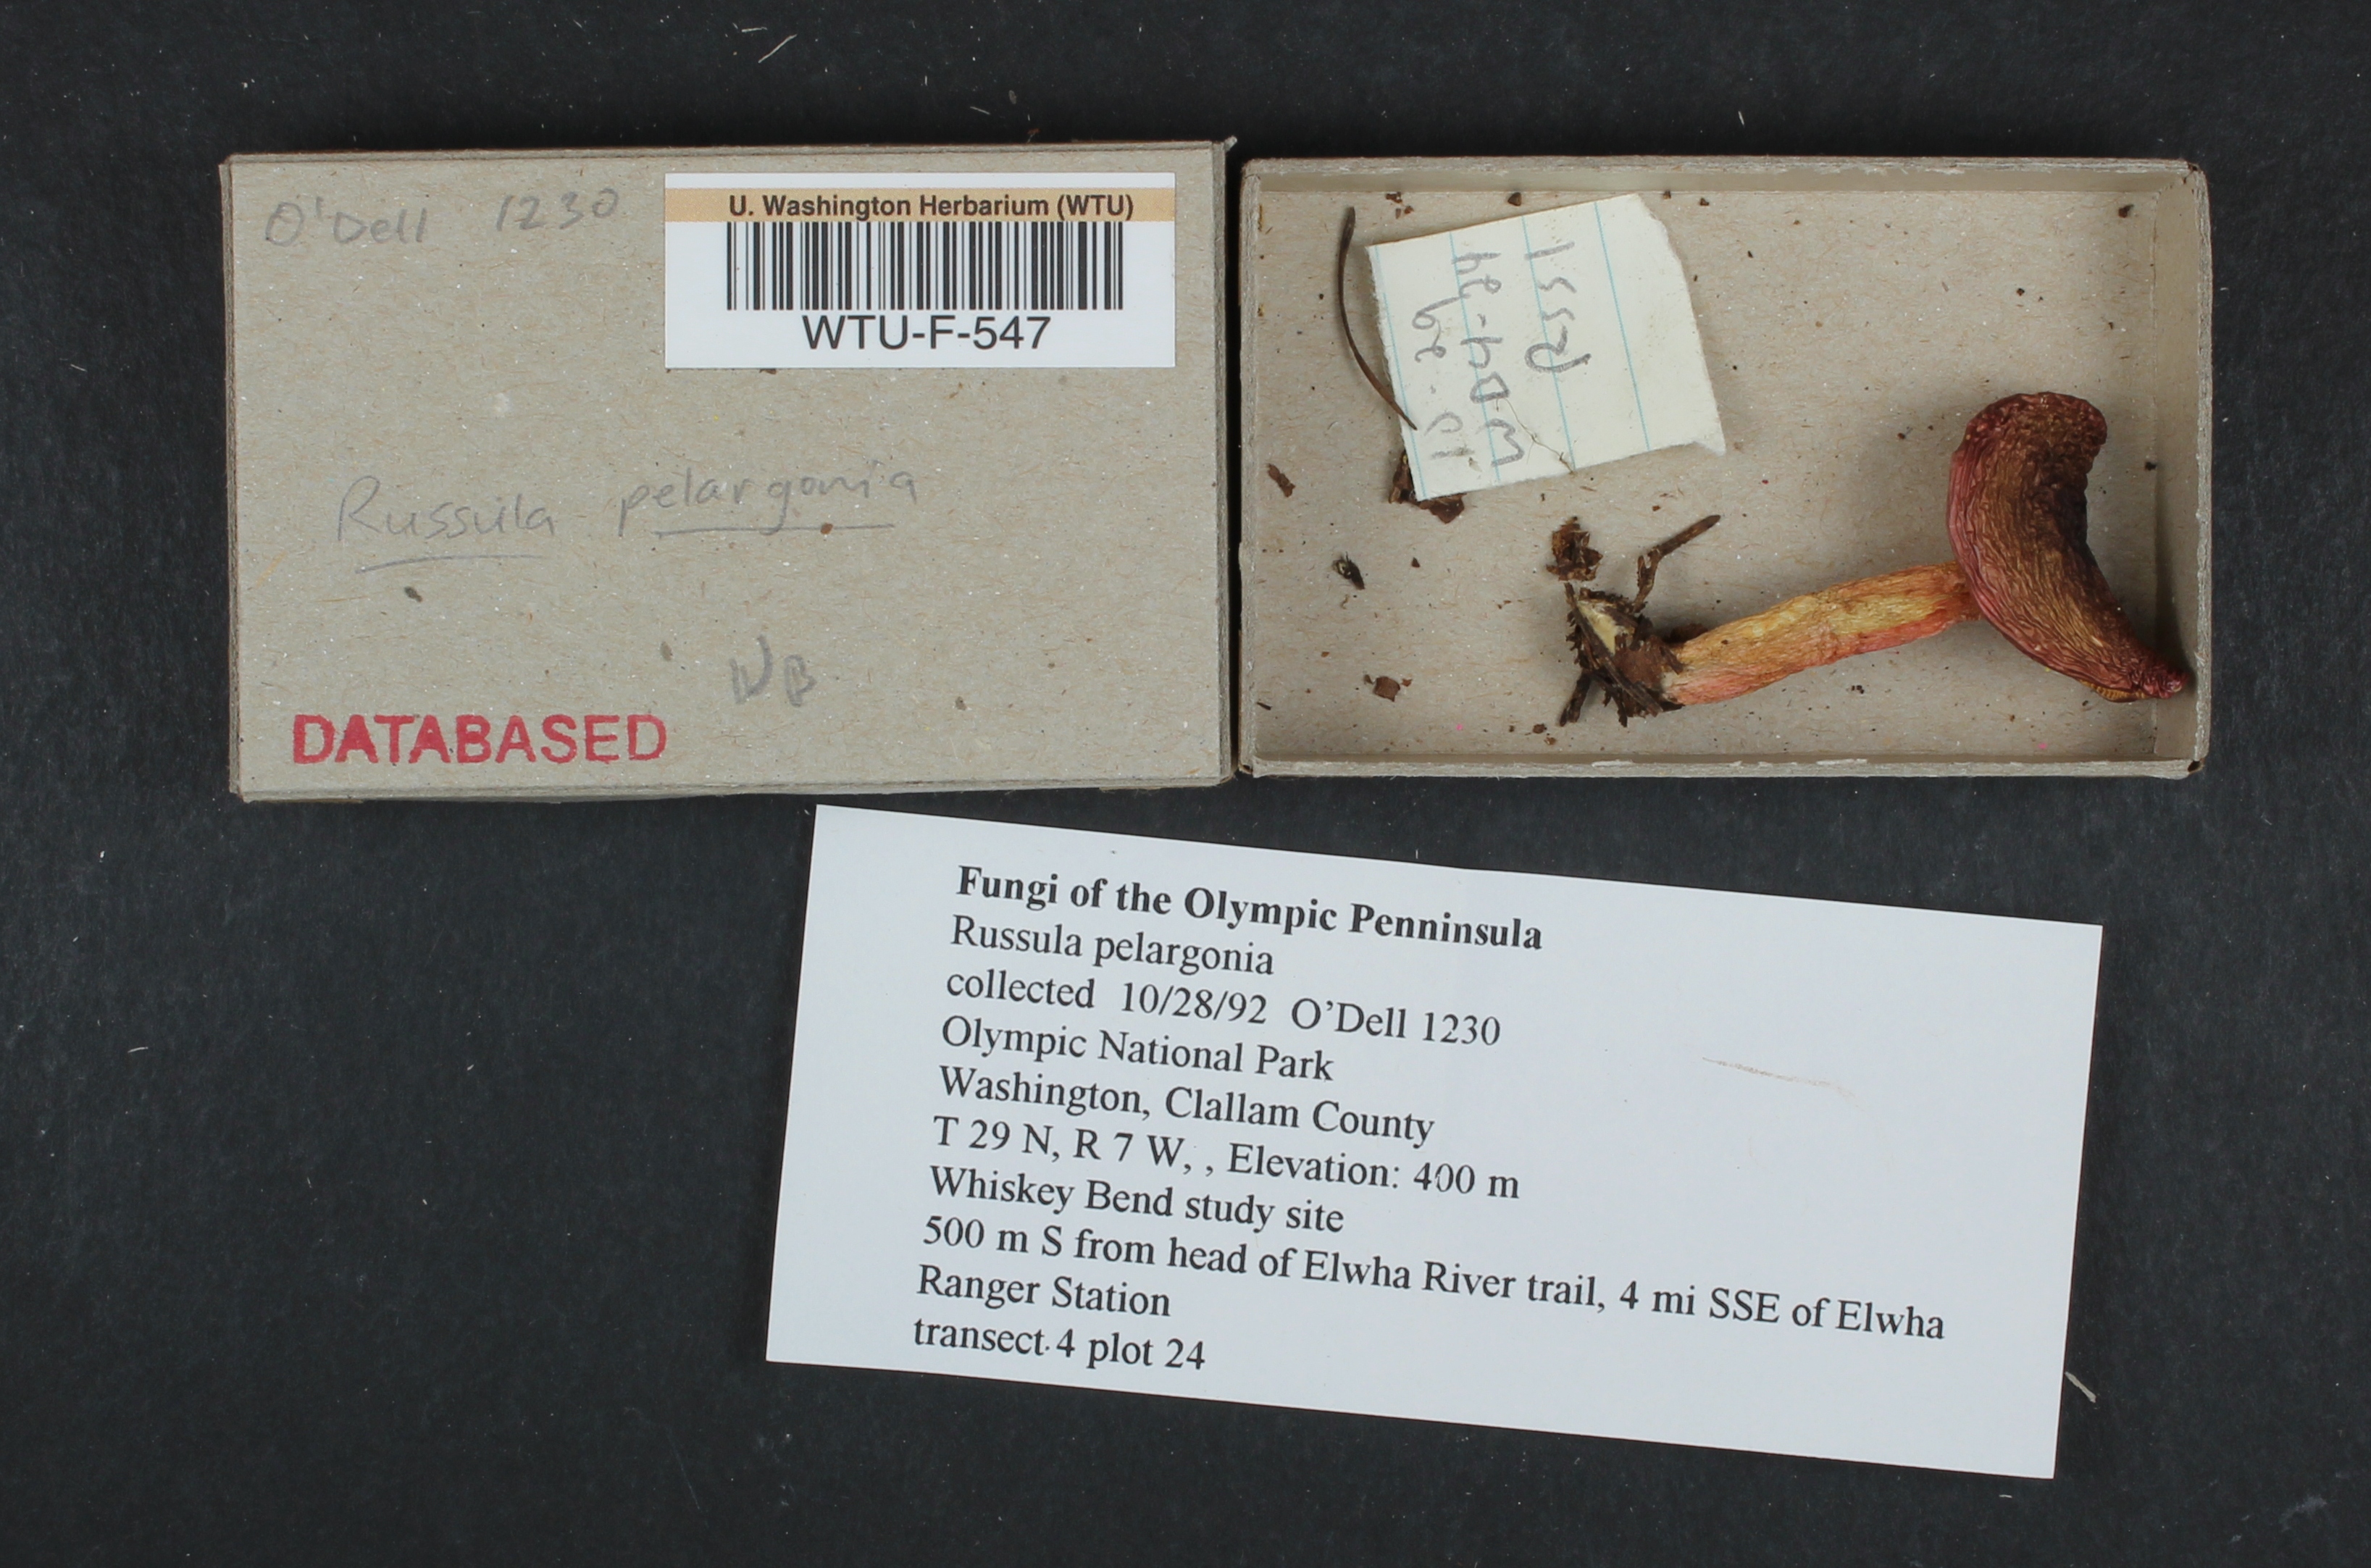 O'Dell 1230
U. Washington Herbarium (WTU)
WTU-F-547
Russula pelargonia
WB
DATABASED
Fungi of the Olympic Penninsula
Russula pelargonia
collected 10/28/92 O'Dell 1230
Olympic National Park
Washington, Clallam County
T 29 N, R 7 W, , Elevation: 400 m
Whiskey Bend study site
500 m S from head of Elwha River trail, 4 mi SSE of Elwha
Ranger Station
transect 4 plot 24